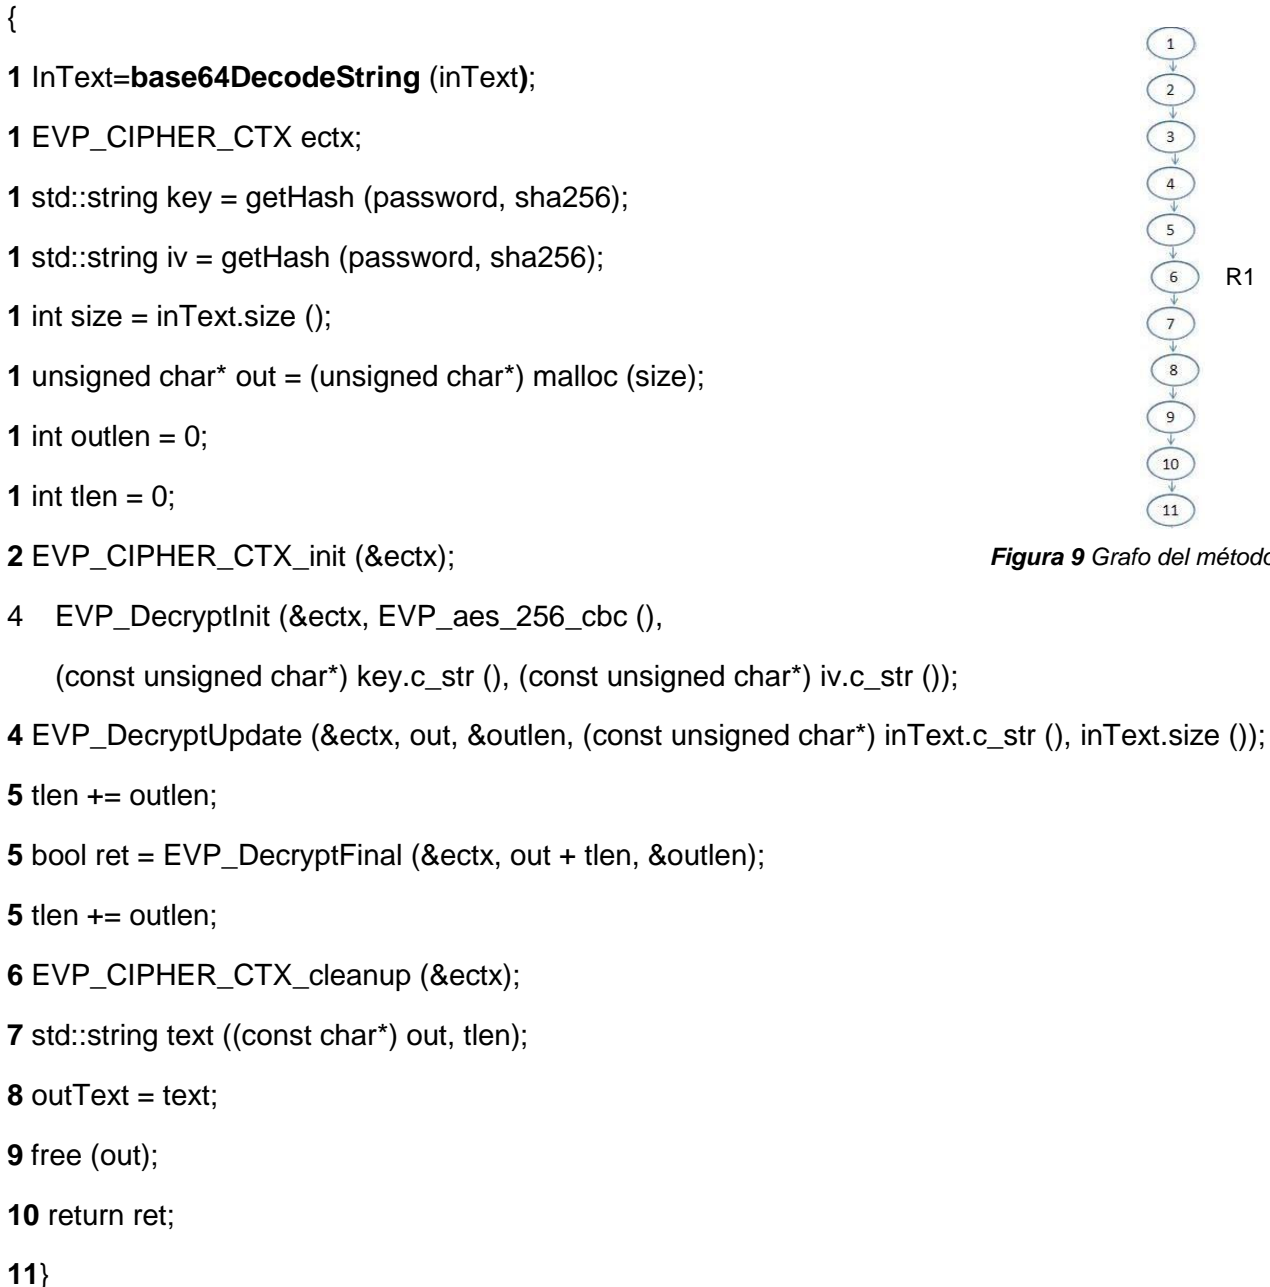 {
1 InText=base64DecodeString (inText);
1 EVP_CIPHER_CTX ectx;
1 std::string key = getHash (password, sha256);
1 std::string iv = getHash (password, sha256);
1 int size = inText.size ();
1 unsigned char* out = (unsigned char*) malloc (size);
1 int outlen = 0;
1 int tlen = 0;
2 EVP_CIPHER_CTX_init (&ectx);
4 EVP_DecryptInit (&ectx, EVP_aes_256_cbc (),
(const unsigned char*) key.c_str (), (const unsigned char*) iv.c_str ());
4 EVP_DecryptUpdate (&ectx, out, &outlen, (const unsigned char*) inText.c_str (), inText.size ());
5 tlen += outlen;
5 bool ret = EVP_DecryptFinal (&ectx, out + tlen, &outlen);
5 tlen += outlen;
6 EVP_CIPHER_CTX_cleanup (&ectx);
7 std::string text ((const char*) out, tlen);
8 outText = text;
9 free (out);
10 return ret;
11}
1
2
3
4
5
6 R1
7
8
9
10
11
Figura 9 Grafo del método